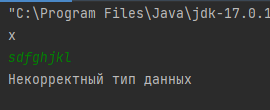 "C:\Program Files\Java\jdk-17.0.1
x
sdfghjkl
Некорректный тип данных